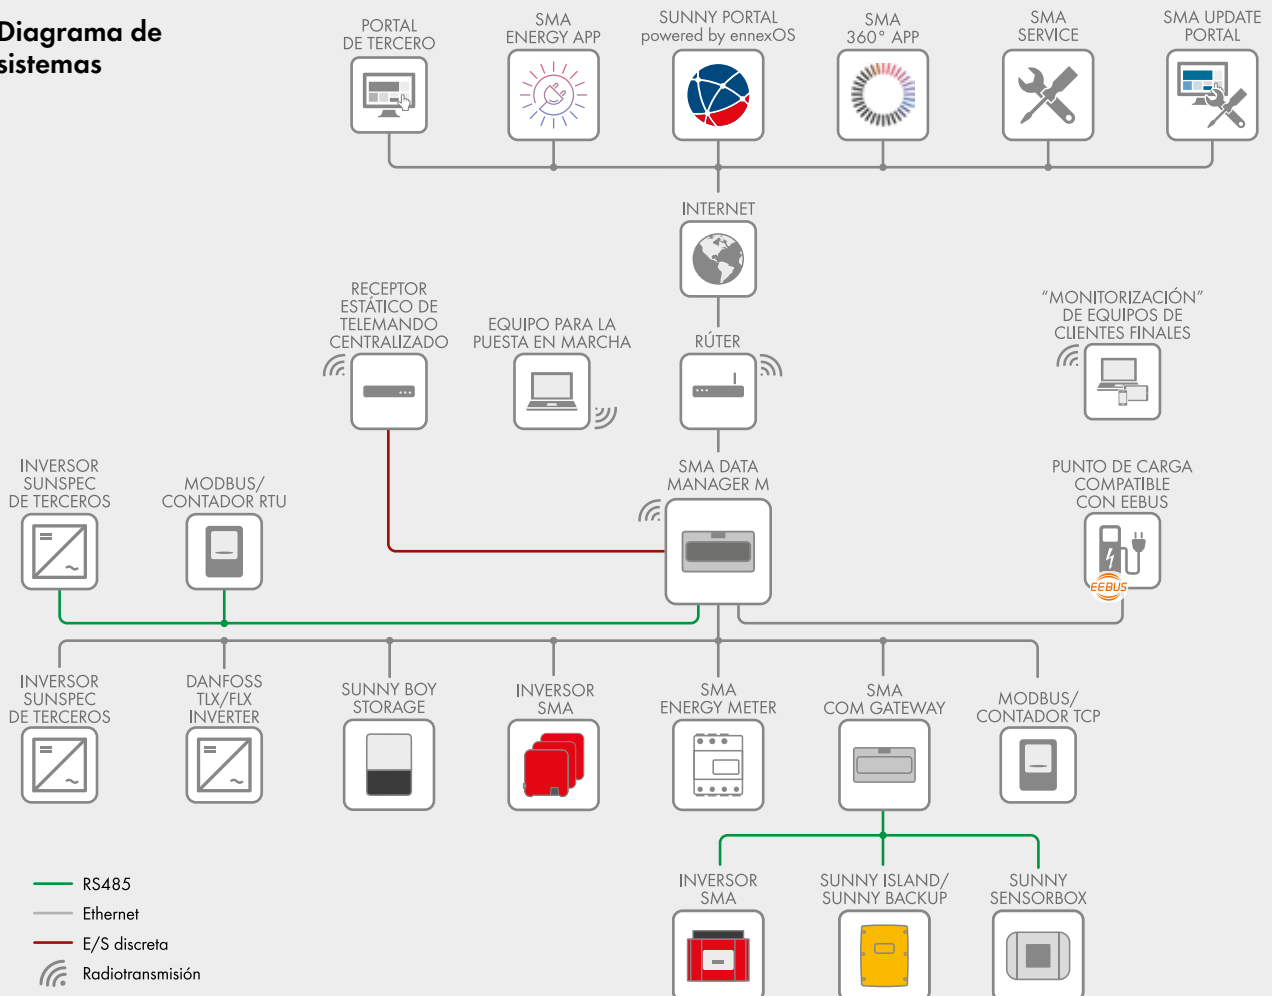 Diagrama de
sistemas
PORTAL
DE TERCERO
SMA
ENERGY APP
SUNNY PORTAL
powered by ennexOS
SMA
360° APP
SMA
SERVICE
SMA UPDATE
PORTAL
INTERNET
RECEPTOR
ESTÁTICO DE
TELEMANDO
CENTRALIZADO
EQUIPO PARA LA
PUESTA EN MARCHA
RÚTER
“MONITORIZACIÓN”
DE EQUIPOS DE
CLIENTES FINALES
INVERSOR
SUNSPEC
DE TERCEROS
MODBUS/
CONTADOR RTU
SMA DATA
MANAGER M
PUNTO DE CARGA
COMPATIBLE
CON EEBUS
EEBUS
INVERSOR
SUNSPEC
DE TERCEROS
DANFOSS
TLX/FLX
INVERTER
SUNNY BOY
STORAGE
INVERSOR
SMA
SMA
ENERGY METER
SMA
COM GATEWAY
MODBUS/
CONTADOR TCP
INVERSOR
SMA
SUNNY ISLAND/
SUNNY BACKUP
SUNNY
SENSORBOX
RS485
Ethernet
E/S discreta
Radiotransmisión